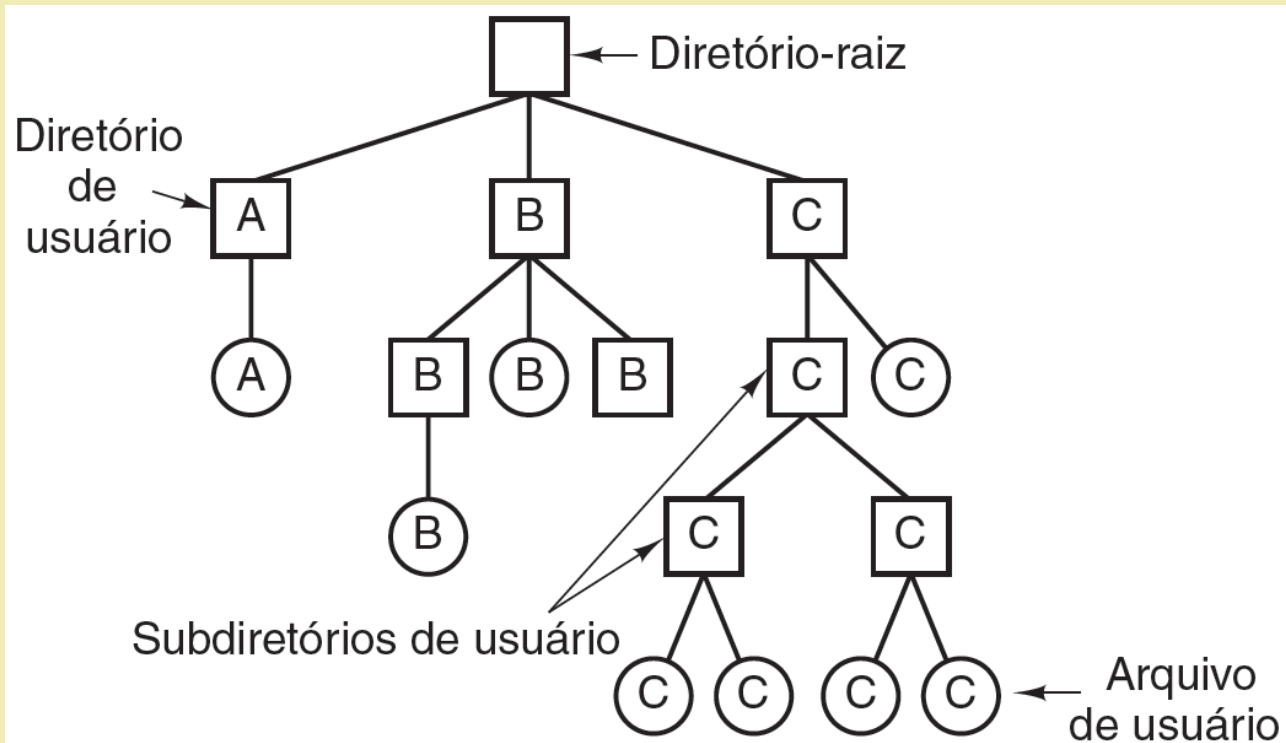 Diretório-raiz
Diretório
de
usuário
A
B
C
A
B
B
B
C
C
B
C
C
Subdiretórios de usuário
C
C
C
C
Arquivo
de usuário